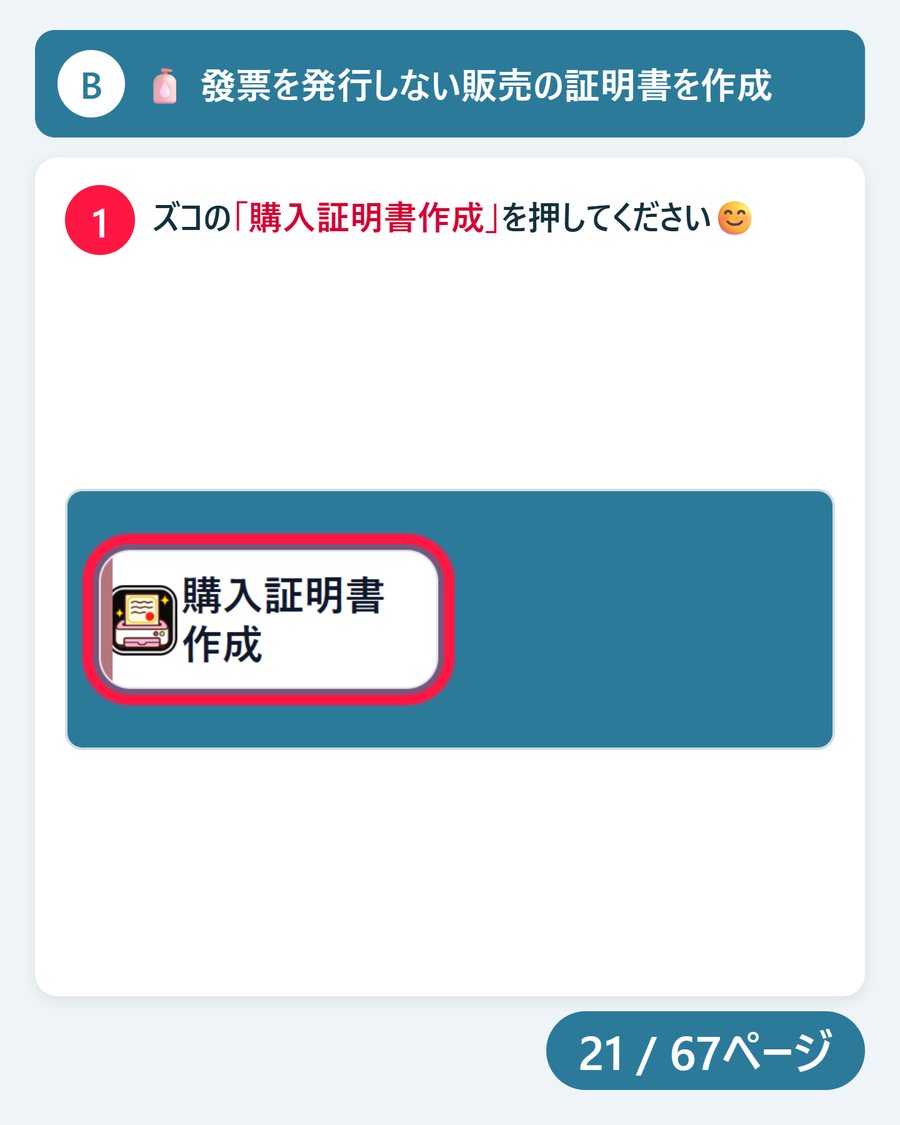 B 発票を発行しない販売の証明書を作成
1 ズコの「購入証明書作成」を押してください
購入証明書
作成
21 / 67ページ